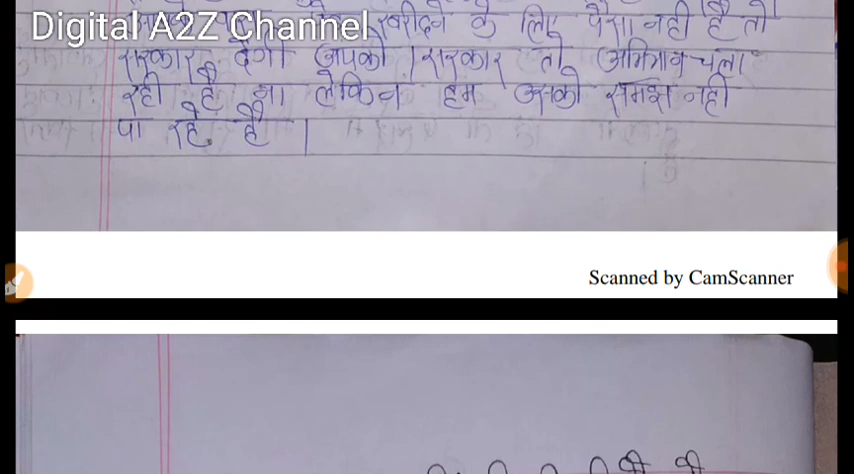 खरीदने के लिए पैसा नही है तो
Digital A2Z Channel
सरकार देगी आपको । सरकार तो अभियान चला
रही है ना लेकिन हम उसको समझ नही
पा रहे है ।
Scanned by CamScanner